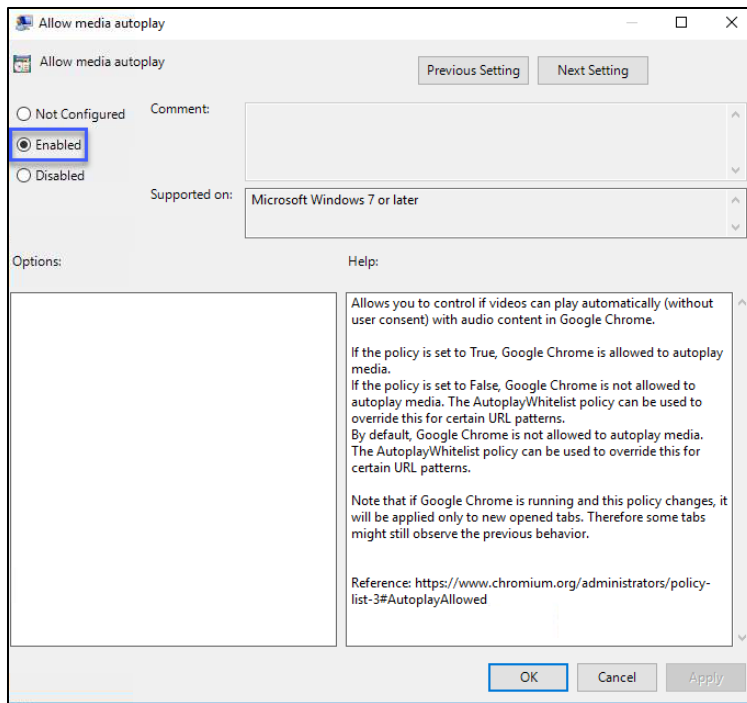 Allow media autoplay
Allow media autoplay
Previous Setting
Next Setting
Not Configured
Comment:
Enabled
Disabled
Supported on:
Microsoft Windows 7 or later
Options:
Help:
Allows you to control if videos can play automatically (without
user consent) with audio content in Google Chrome.
If the policy is set to True, Google Chrome is allowed to autoplay
media.
If the policy is set to False, Google Chrome is not allowed to
autoplay media. The AutoplayWhitelist policy can be used to
override this for certain URL patterns.
By default, Google Chrome is not allowed to autoplay media.
The AutoplayWhitelist policy can be used to override this for
certain URL patterns.
Note that if Google Chrome is running and this policy changes, it
will be applied only to new opened tabs. Therefore some tabs
might still observe the previous behavior.
Reference: https://www.chromium.org/administrators/policy-
list-3#AutoplayAllowed
OK
Cancel
Apply